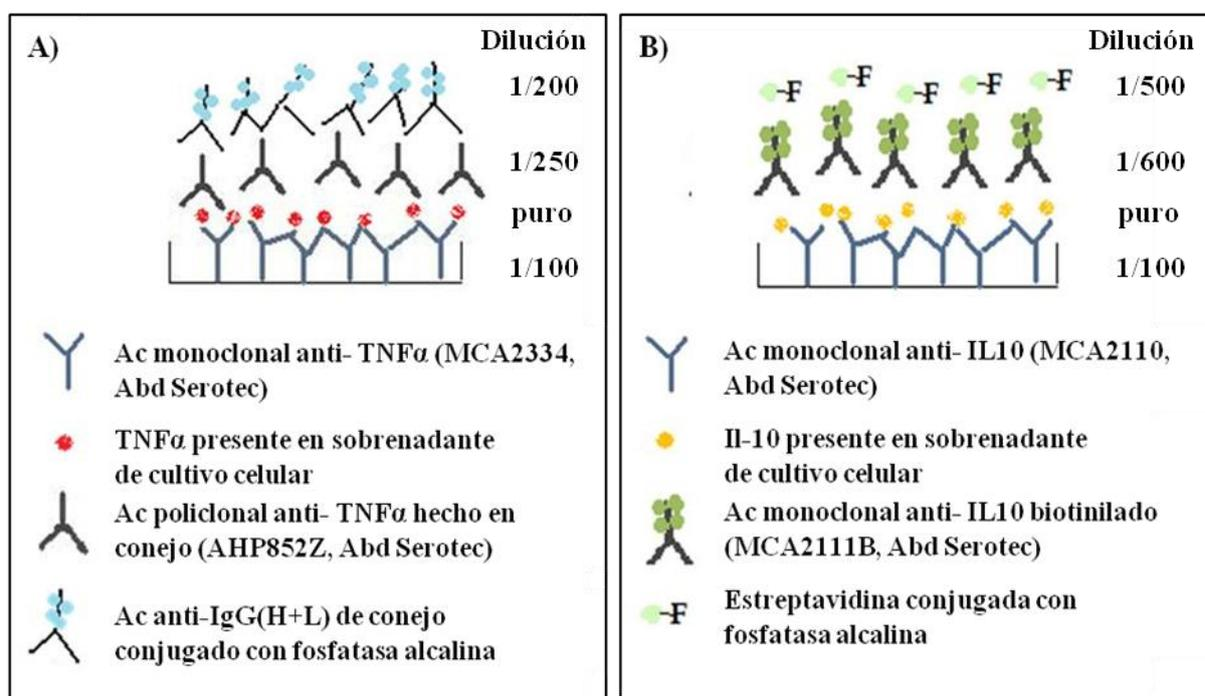 A)
Dilución
1/200
1/250
puro
1/100
Ac monoclonal anti- TNFα (MCA2334,
Abd Serotec)
TNFα presente en sobrenadante
de cultivo celular
Ac policlonal anti- TNFα hecho en
conejo (AHP852Z, Abd Serotec)
Ac anti-IgG(H+L) de conejo
conjugado con fosfatasa alcalina
B)
Dilución
F
F
F
F
F
1/500
1/600
puro
1/100
Ac monoclonal anti- IL10 (MCA2110,
Abd Serotec)
Il-10 presente en sobrenadante
de cultivo celular
Ac monoclonal anti- IL10 biotinilado
(MCA2111B, Abd Serotec)
F
Estreptavidina conjugada con
fosfatasa alcalina